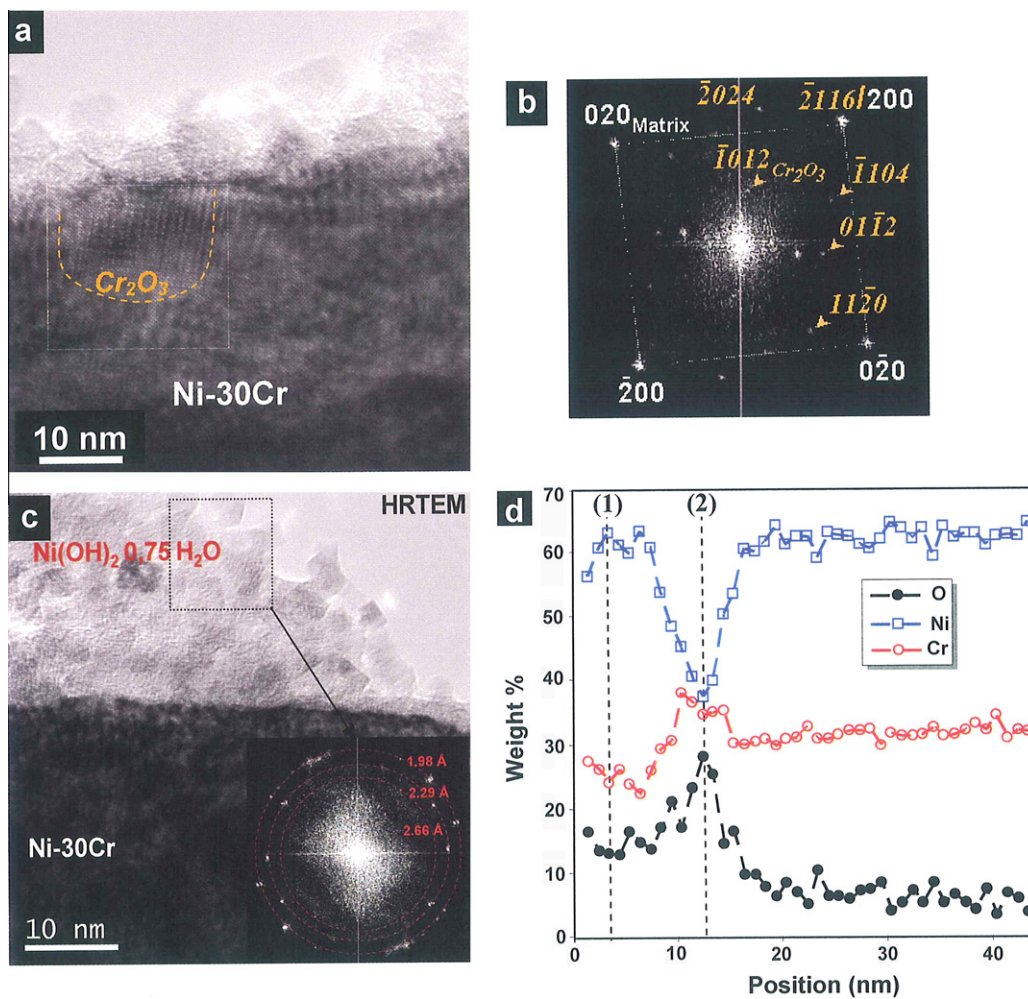 a
Cr₂O₃
Ni-30Cr
10 nm
b
2̄024
2̄116/200
020 Matrix
1̄012 Cr₂O₃
1̄104
011̄2
112̄0
2̄00
02̄0
c
HRTEM
Ni(OH)₂ 0,75 H₂O
1.98 Å
2.29 Å
2.66 Å
Ni-30Cr
10 nm
d
(1) (2)
70
60
50
40
30
20
10
0
Weight %
O
Ni
Cr
0 10 20 30 40
Position (nm)